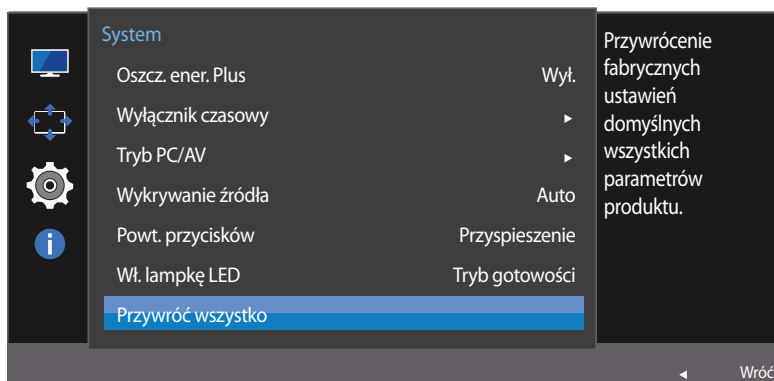 System
Oszcz. ener. Plus Wył.
Wyłącznik czasowy
Tryb PC/AV
Wykrywanie źródła Auto
Powt. przycisków Przyspieszenie
Wł. lampkę LED Tryb gotowości
Przywróć wszystko
Przywrócenie
fabrycznych
ustawień
domyślnych
wszystkich
parametrów
produktu.
Wróć